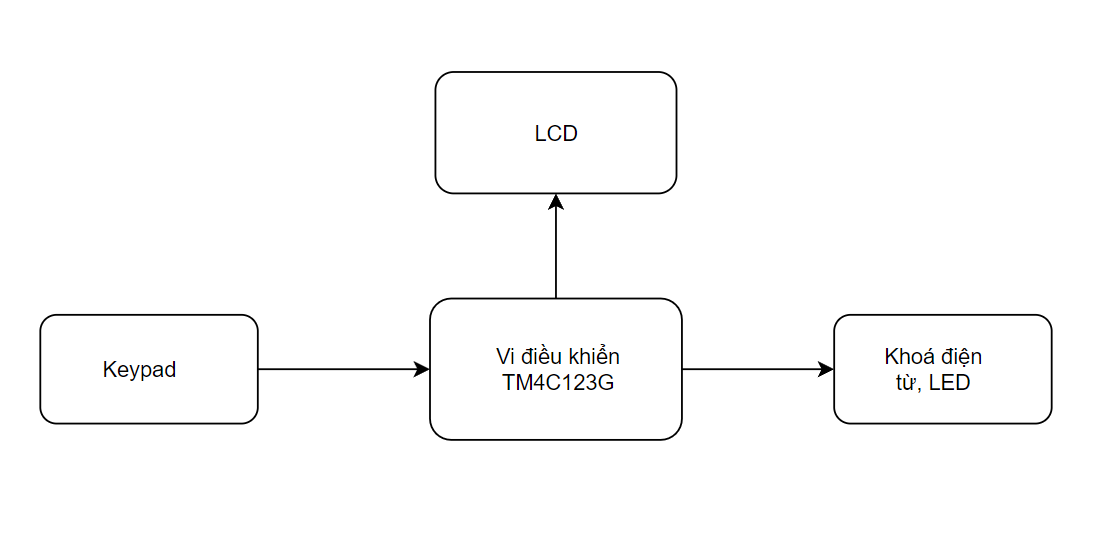 LCD
Keypad
Vi điều khiển
TM4C123G
Khoá điện
từ, LED